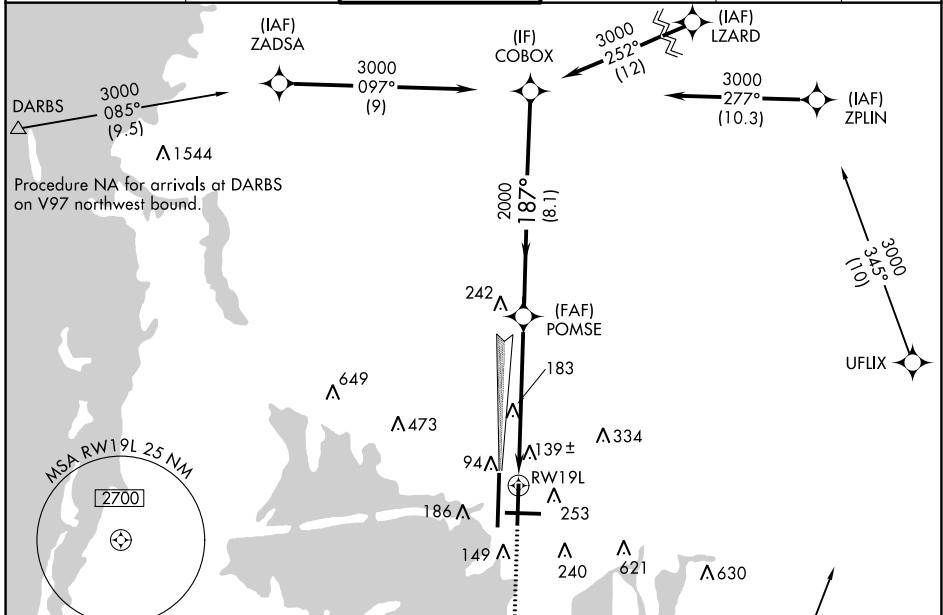 (IAF)
ZADSA
(IF)
COBOX
3000
252°
(12)
(IAF)
LZARD
3000
097°
(9)
3000
277°
(10.3)
(IAF)
ZPLIN
DARBS
3000
085°
(9.5)
1544
Procedure NA for arrivals at DARBS
on V97 northwest bound.
2000
187°
(8.1)
3000
345°
(10)
242
(FAF)
POMSE
UFLIX
183
649
473
334
139±
94
RW19L
MSA RW19L 25 NM
2700
186
253
149
240
621
630